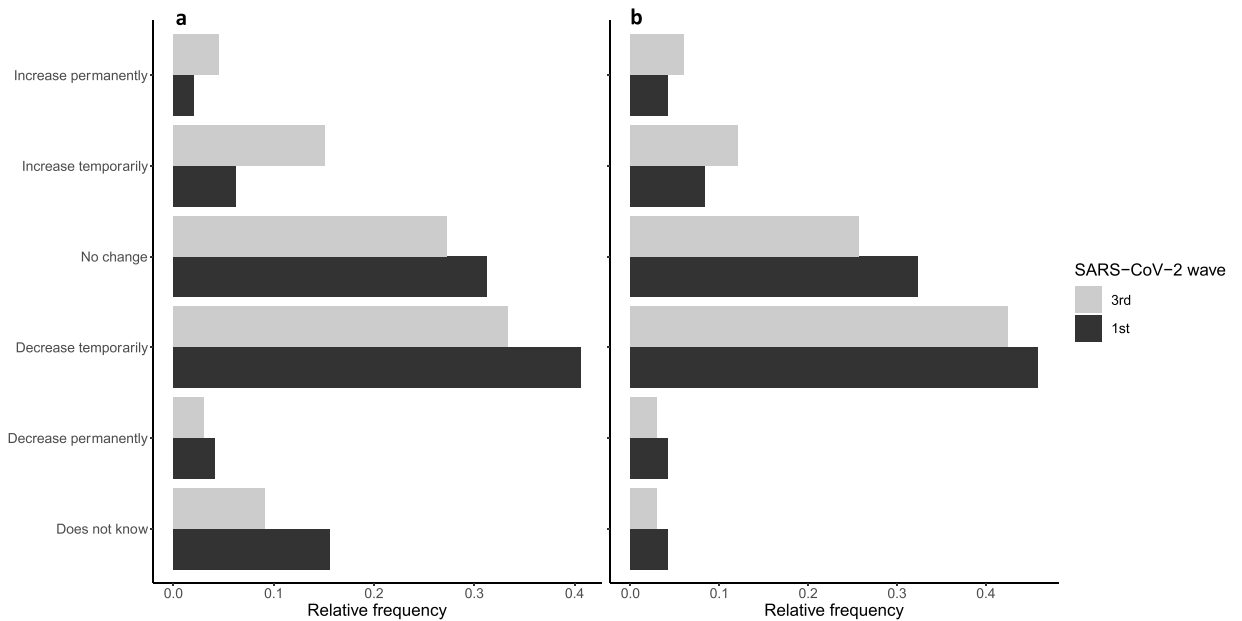 a
b
Increase permanently
Increase temporarily
No change
Decrease temporarily
Decrease permanently
Does not know
SARS−CoV−2 wave
3rd
1st
0.0 0.1 0.2 0.3 0.4
0.0 0.1 0.2 0.3 0.4
Relative frequency
Relative frequency